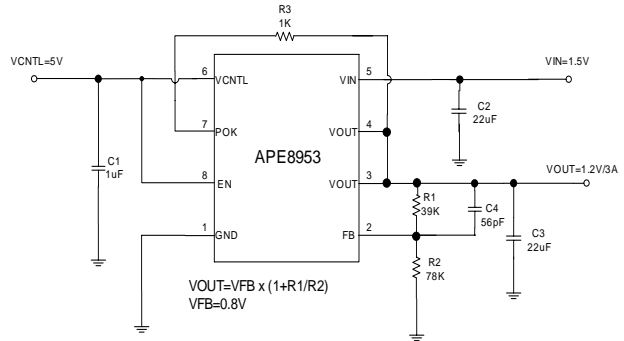 R3
1K
VCNTL=5V
VIN=1.5V
6
VCNTL
VIN
5
C2
22uF
7
POK
VOUT
4
C1
1uF
APE8953
VOUT=1.2V/3A
8
EN
VOUT
3
R1
39K
C4
56pF
1
GND
FB
2
C3
22uF
R2
78K
VOUT=VFB x (1+R1/R2)
VFB=0.8V